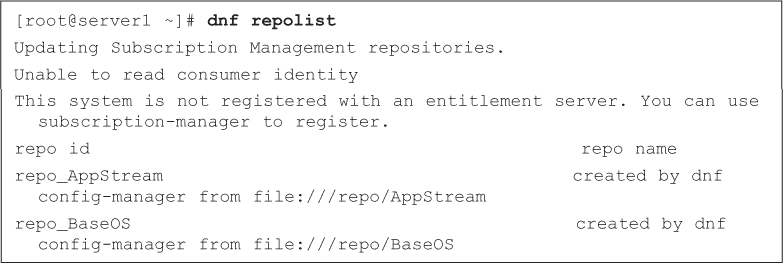 [root@server1 ~]# dnf repolist
Updating Subscription Management repositories.
Unable to read consumer identity
This system is not registered with an entitlement server. You can use
subscription-manager to register.
repo id repo name
repo_AppStream created by dnf
config-manager from file:///repo/AppStream
repo_BaseOS created by dnf
config-manager from file:///repo/BaseOS